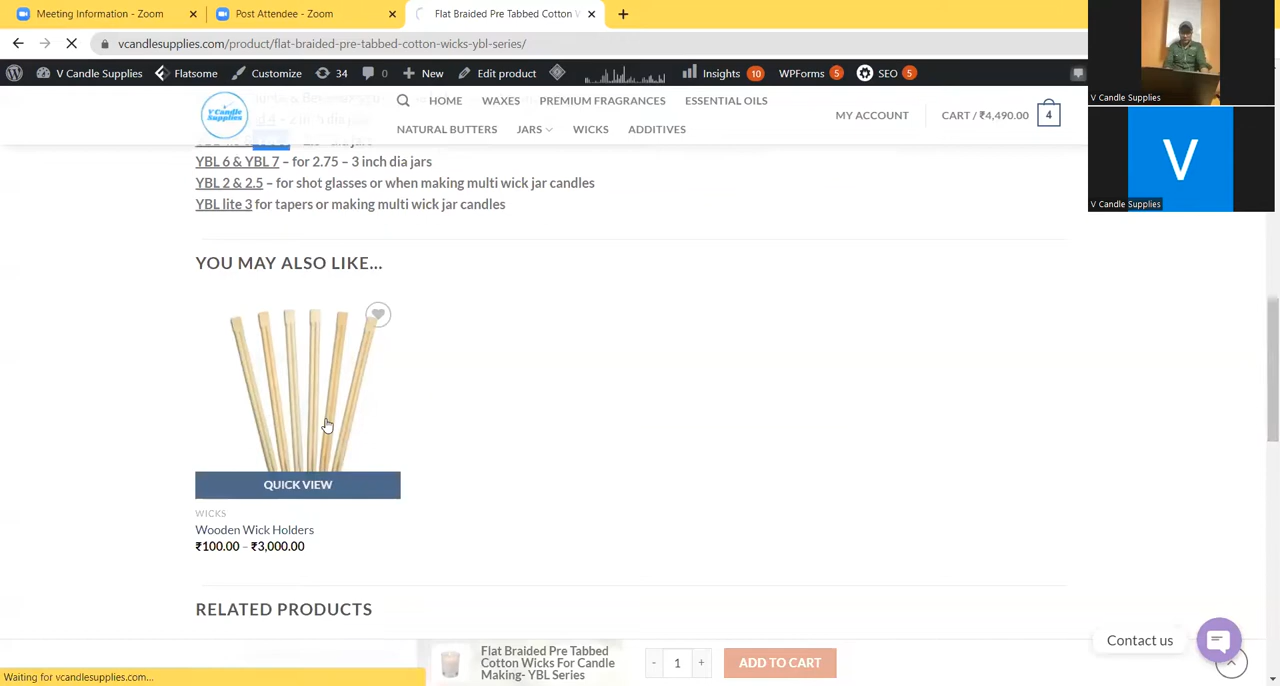 Meeting Information - Zoom
Post Attendee - Zoom
Flat Braided Pre Tabbed Cotton
vcandlesupplies.com/product/flat-braided-pre-tabbed-cotton-wicks-ybl-series/
V Candle Supplies
Flatsome
Customize
34
0
New
Edit product
Insights 10
WPForms 5
SEO 5
V Candle Supplies
HOME
WAXES
PREMIUM FRAGRANCES
ESSENTIAL OILS
NATURAL BUTTERS
JARS
WICKS
ADDITIVES
MY ACCOUNT
CART / ₹4,490.00
4
V Candle Supplies
V
V Candle Supplies
YBL 6 & YBL 7 – for 2.75 – 3 inch dia jars
YBL 2 & 2.5 – for shot glasses or when making multi wick jar candles
YBL lite 3 for tapers or making multi wick jar candles
YOU MAY ALSO LIKE...
QUICK VIEW
WICKS
Wooden Wick Holders
₹100.00 – ₹3,000.00
RELATED PRODUCTS
Flat Braided Pre Tabbed
Cotton Wicks For Candle
Making- YBL Series
- 1 +
ADD TO CART
Contact us
Waiting for vcandlesupplies.com...